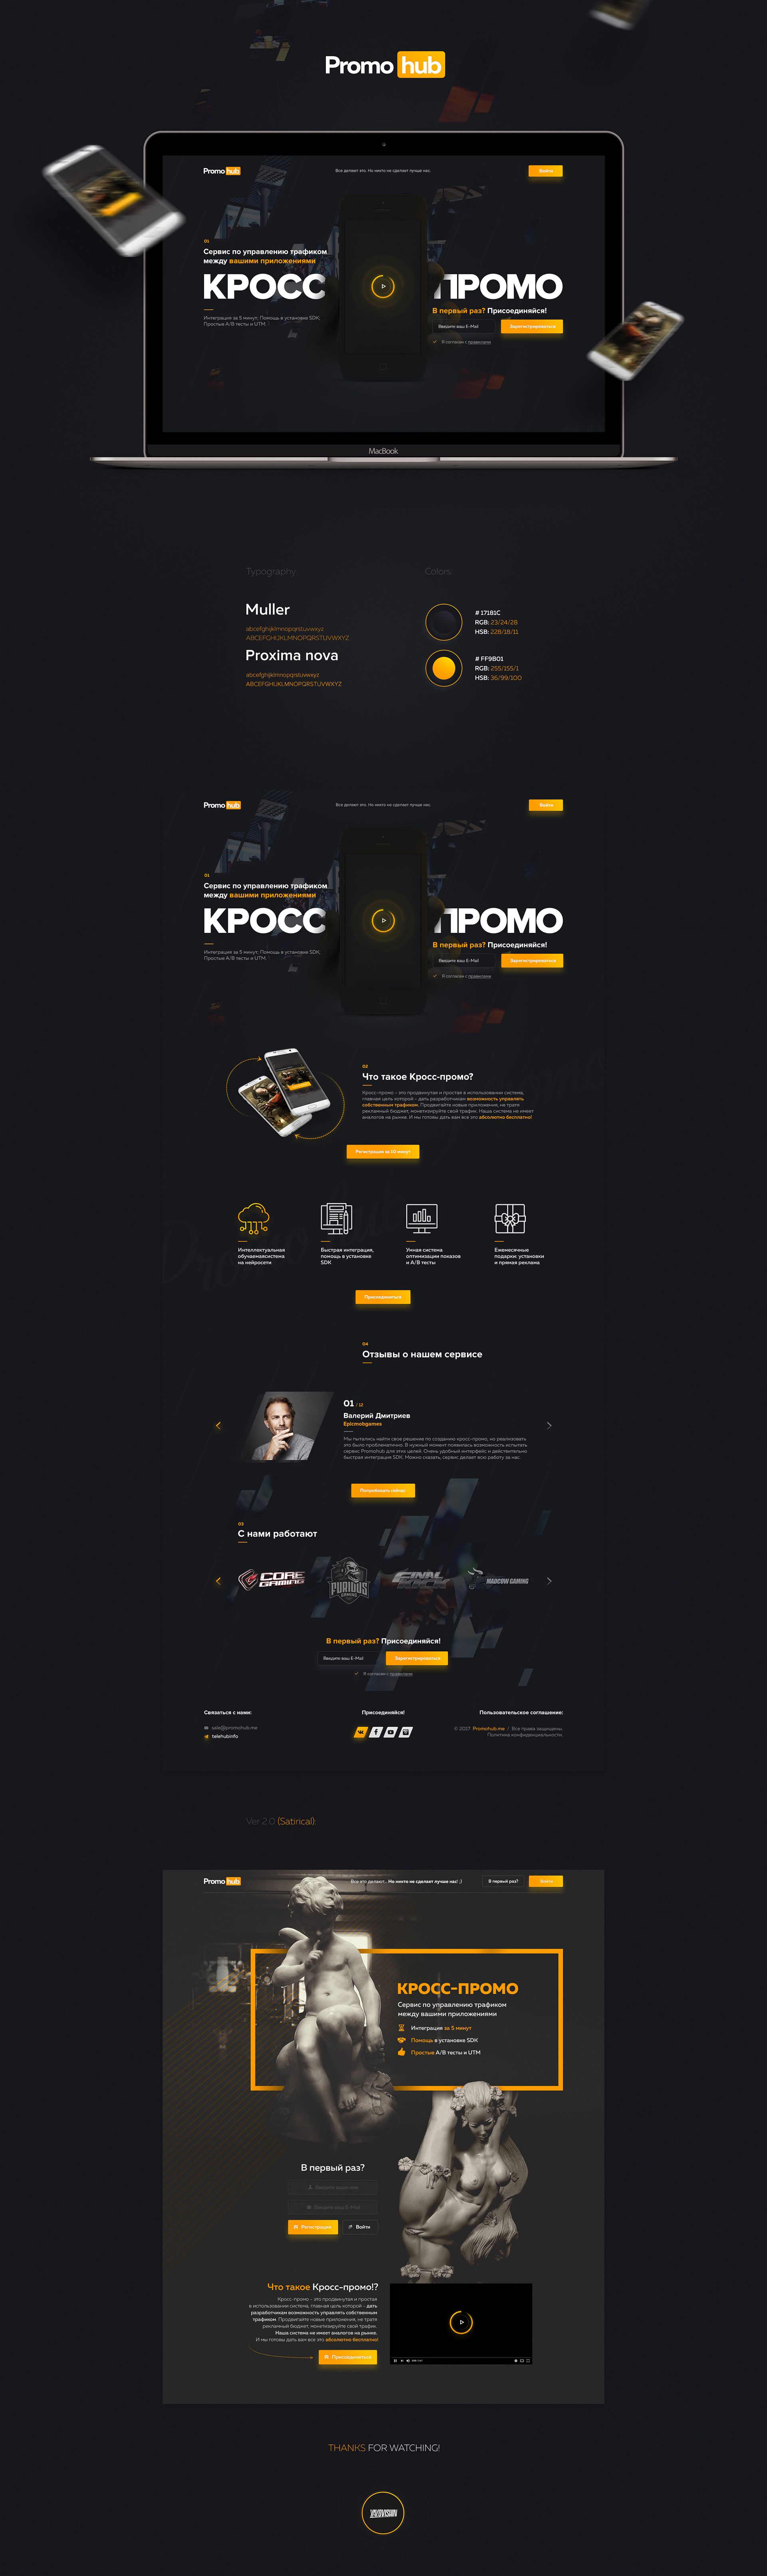 Promo hub
Promo hub
Все делают это. Но никто не сделает лучше нас.
Войти
01
Сервис по управлению трафиком
между вашими приложениями
КРОСС
ПРОМО
Интеграция за 5 минут, Помощь в установке SDK,
Простые A/B тесты и UTM.
В первый раз? Присоединяйся!
Введите ваш E-Mail
Зарегистрироваться
Я согласен с правилами
MacBook
Typography:
Colors:
Muller
abcefghijklmnopqrstuvwxyz
ABCEFGHIJKLMNOPQRSTUVWXYZ
Proxima nova
abcefghijklmnopqrstuvwxyz
ABCEFGHIJKLMNOPQRSTUVWXYZ
# 17181C
RGB: 23/24/28
HSB: 228/18/11
# FF9B01
RGB: 255/155/1
HSB: 36/99/100
Promo hub
Все делают это. Но никто не сделает лучше нас.
Войти
01
Сервис по управлению трафиком
между вашими приложениями
КРОСС
ПРОМО
Интеграция за 5 минут, Помощь в установке SDK,
Простые A/B тесты и UTM.
В первый раз? Присоединяйся!
Введите ваш E-Mail
Зарегистрироваться
Я согласен с правилами
02
Что такое Кросс-промо?
Кросс-промо – это продвинутая и простая в использовании система,
главная цель которой – дать разработчикам возможность управлять
собственным трафиком. Продвигайте новые приложения, не тратя
рекламный бюджет, монетизируйте свой трафик. Наша система не имеет
аналогов на рынке. И мы готовы дать вам все это абсолютно бесплатно!
Регистрация за 10 минут
Интеллектуальная
обучаемаясистема
на нейросети
Быстрая интеграция,
помощь в установке
SDK
Умная система
оптимизации показов
и A/B тесты
Ежемесячные
подарки: установки
и прямая реклама
Присоединиться
04
Отзывы о нашем сервисе
01 / 12
Валерий Дмитриев
Epicmobgames
Мы пытались найти свое решение по созданию кросс-промо, но реализовать
это было проблематично. В нужный момент появилась возможность испытать
сервис Promohub для этих целей. Очень удобный интерфейс и действительно
быстрая интеграция SDK. Можно сказать, сервис делает всю работу за нас.
Попробовать сейчас
03
С нами работают
CORE GAMING
FURIOUS GAMING
FINAL
MADCOW GAMING
В первый раз? Присоединяйся!
Введите ваш E-Mail
Зарегистрироваться
Я согласен с правилами
Связаться с нами:
Присоединяйся!
Пользовательское соглашение:
sale@promohub.me
telehubinfo
© 2017. Promohub.me / Все права защищены.
Политика конфиденциальности.
Ver 2.0 (Satirical):
Promo hub
Все это делают... Но никто не сделает лучше нас! ;)
В первый раз?
Войти
КРОСС-ПРОМО
Сервис по управлению трафиком
между вашими приложениями
Интеграция за 5 минут
Помощь в установке SDK
Простые A/B тесты и UTM
В первый раз?
Введите ваш E-Mail
Регистрация
Войти
Что такое Кросс-промо!?
Кросс-промо – это продвинутая и простая
в использовании система, главная цель которой – дать
разработчикам возможность управлять собственным
трафиком. Продвигайте новые приложения, не тратя
рекламный бюджет, монетизируйте свой трафик.
Наша система не имеет аналогов на рынке.
И мы готовы дать вам все это абсолютно бесплатно!
Присоединиться
THANKS FOR WATCHING!